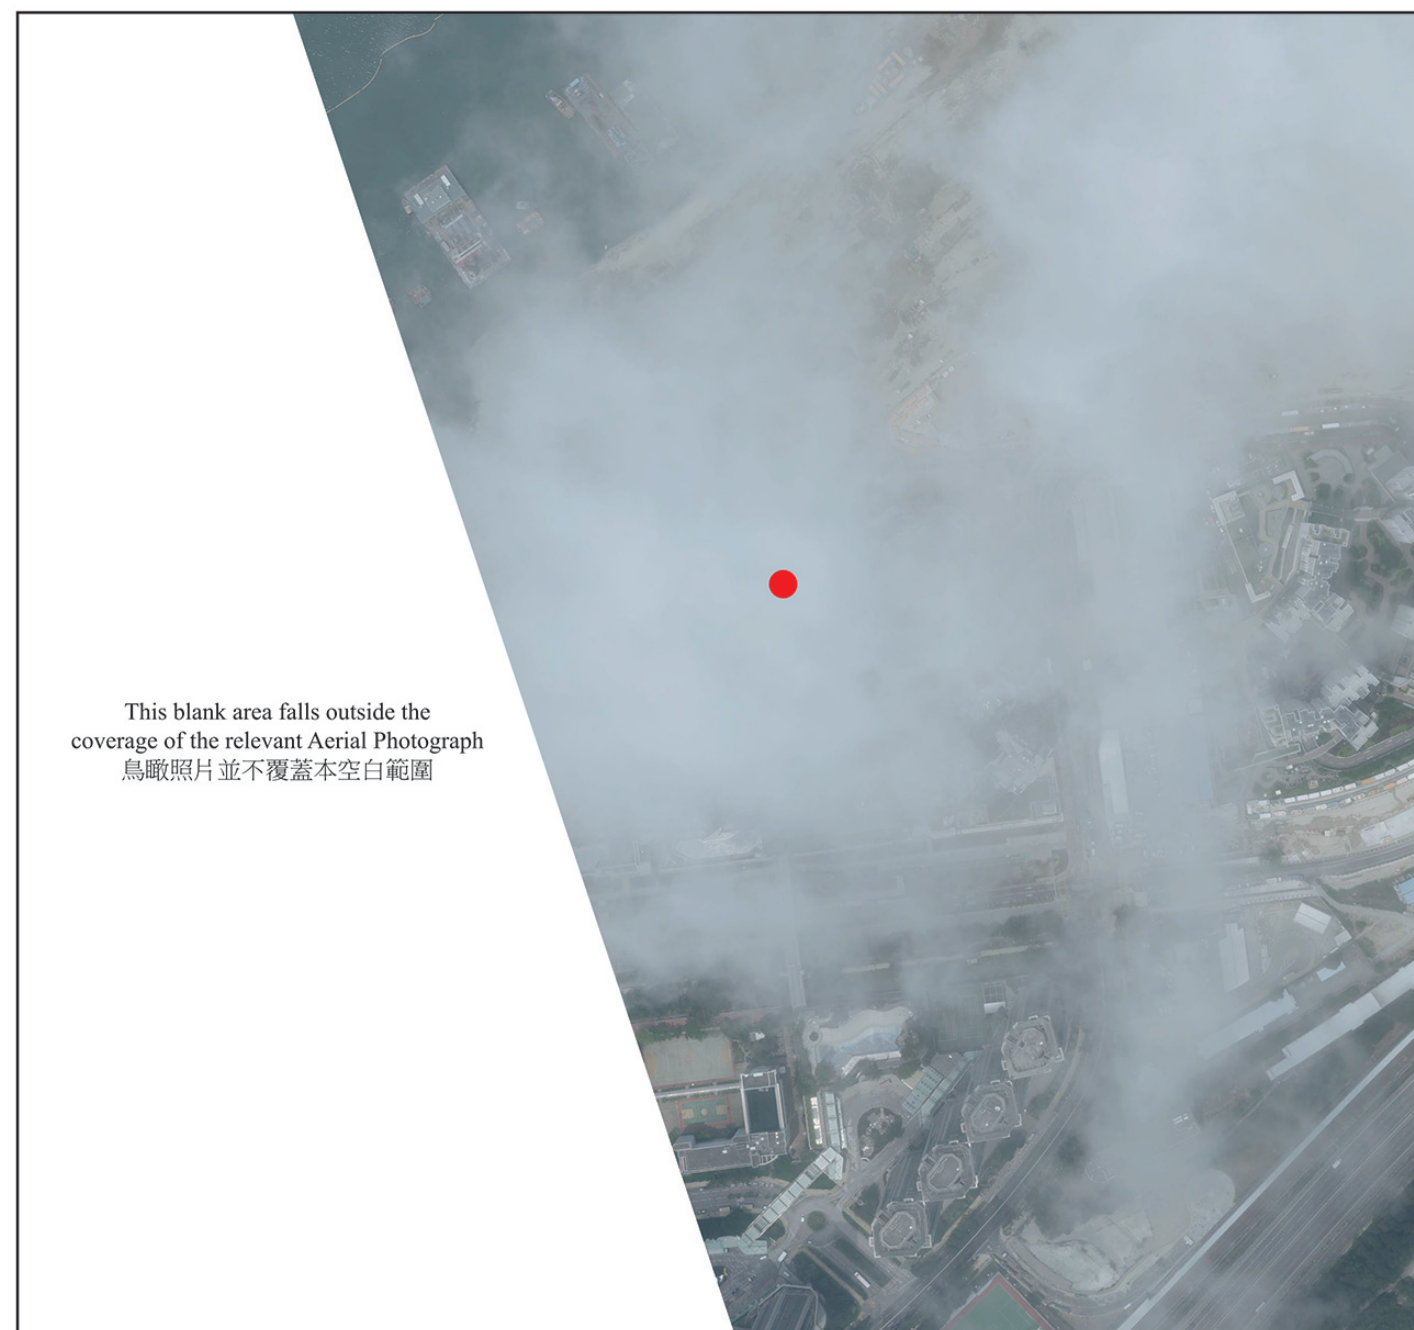 This blank area falls outside the
coverage of the relevant Aerial Photograph
鳥瞰照片並不覆蓋本空白範圍